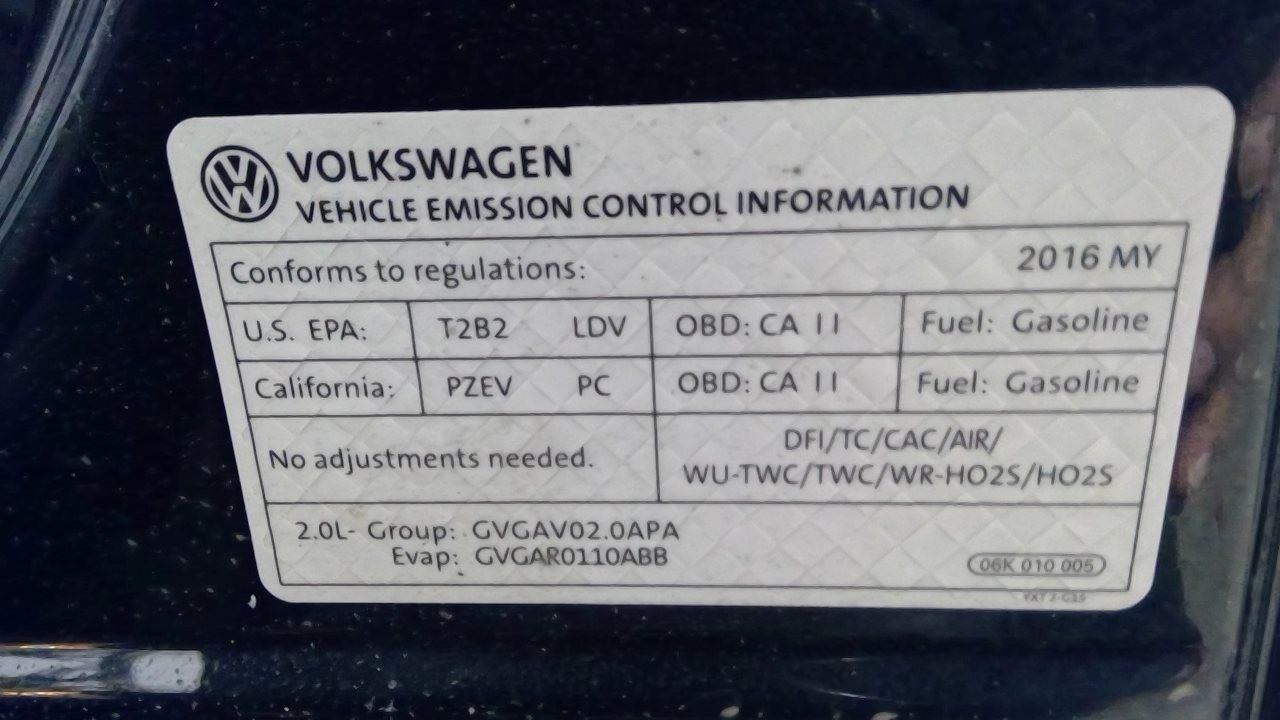 VOLKSWAGEN
VEHICLE EMISSION CONTROL INFORMATION
Conforms to regulations: 2016 MY
U.S. EPA: T2B2 LDV OBD: CA II Fuel: Gasoline
California: PZEV PC OBD: CA II Fuel: Gasoline
No adjustments needed.
DFI/TC/CAC/AIR/
WU-TWC/TWC/WR-HO2S/HO2S
2.0L- Group: GVGAV02.0APA
Evap: GVGAR0110ABB
06K 010 005